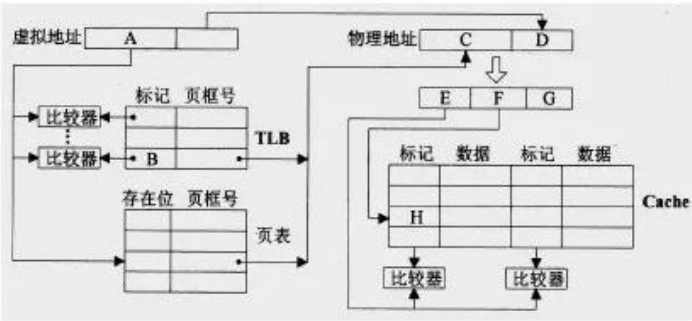 虚拟地址 A
物理地址 C D
E F G
标记 页框号
比较器
TLB
比较器 B
标记 数据 标记 数据
Cache
H
存在位 页框号
页表
比较器 比较器